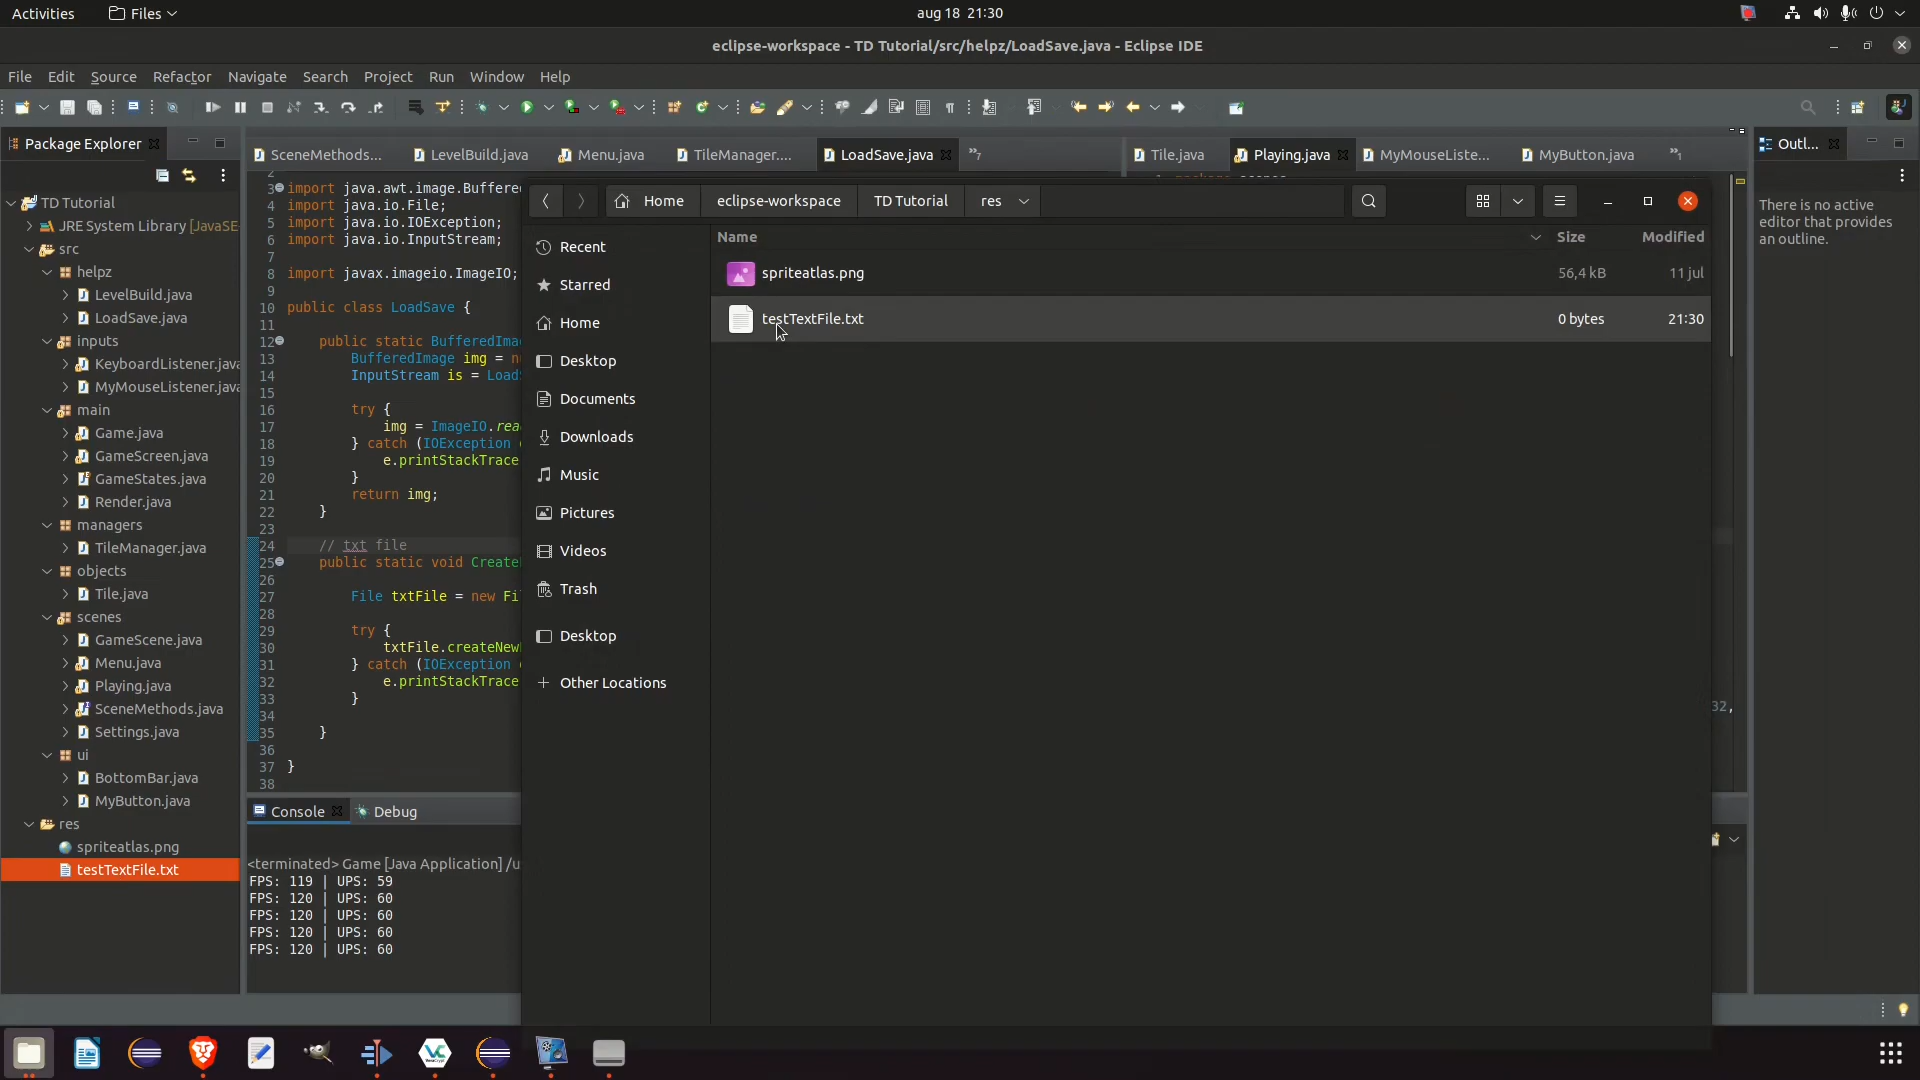 Activities Files aug 18 21:30
eclipse-workspace - TD Tutorial/src/helpz/LoadSave.java - Eclipse IDE
File Edit Source Refactor Navigate Search Project Run Window Help
Package Explorer
SceneMethods... LevelBuild.java Menu.java TileManager.... LoadSave.java »7 Tile.java Playing.java MyMouseListe... MyButton.java »1 Outl...
TD Tutorial
JRE System Library [JavaSE
src
helpz
LevelBuild.java
LoadSave.java
inputs
KeyboardListener.java
MyMouseListener.java
main
Game.java
GameScreen.java
GameStates.java
Render.java
managers
TileManager.java
objects
Tile.java
scenes
GameScene.java
Menu.java
Playing.java
SceneMethods.java
Settings.java
ui
BottomBar.java
MyButton.java
res
spriteatlas.png
testTextFile.txt
3 import java.awt.image.Buffere
4 import java.io.File;
5 import java.io.IOException;
6 import java.io.InputStream;
7
8 import javax.imageio.ImageIO;
9
10 public class LoadSave {
11
12 public static BufferedIma
13 BufferedImage img = n
14 InputStream is = Load
15
16 try {
17 img = ImageIO.rea
18 } catch (IOException
19 e.printStackTrace
20 }
21 return img;
22 }
23
24 // txt file
25 public static void Create
26
27 File txtFile = new Fi
28
29 try {
30 txtFile.createNew
31 } catch (IOException
32 e.printStackTrace
33 }
34
35 }
36
37 }
38
Console Debug
<terminated> Game [Java Application] /u
FPS: 119 | UPS: 59
FPS: 120 | UPS: 60
FPS: 120 | UPS: 60
FPS: 120 | UPS: 60
FPS: 120 | UPS: 60
Home eclipse-workspace TD Tutorial res
Recent
Starred
Home
Desktop
Documents
Downloads
Music
Pictures
Videos
Trash
Desktop
Other Locations
Name Size Modified
spriteatlas.png 56,4 kB 11 jul
testTextFile.txt 0 bytes 21:30
32,
There is no active
editor that provides
an outline.